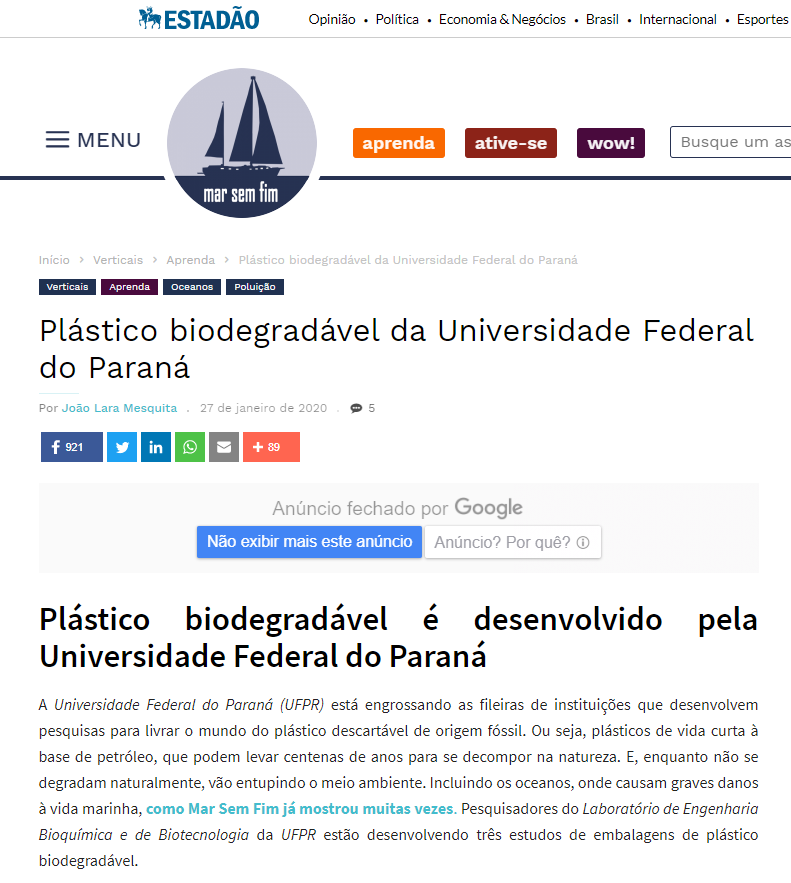 ESTADÃO
Opinião • Política • Economia & Negócios • Brasil • Internacional • Esportes
MENU
mar sem fim
aprenda
ative-se
wow!
Busque um as
Início > Verticais > Aprenda > Plástico biodegradável da Universidade Federal do Paraná
Verticais Aprenda Oceanos Poluição
Plástico biodegradável da Universidade Federal
do Paraná
Por João Lara Mesquita . 27 de janeiro de 2020 . 5
921
89
Anúncio fechado por Google
Não exibir mais este anúncio
Anúncio? Por quê?
Plástico biodegradável é desenvolvido pela
Universidade Federal do Paraná
A Universidade Federal do Paraná (UFPR) está engrossando as fileiras de instituições que desenvolvem
pesquisas para livrar o mundo do plástico descartável de origem fóssil. Ou seja, plásticos de vida curta à
base de petróleo, que podem levar centenas de anos para se decompor na natureza. E, enquanto não se
degradam naturalmente, vão entupindo o meio ambiente. Incluindo os oceanos, onde causam graves danos
à vida marinha, como Mar Sem Fim já mostrou muitas vezes. Pesquisadores do Laboratório de Engenharia
Bioquímica e de Biotecnologia da UFPR estão desenvolvendo três estudos de embalagens de plástico
biodegradável.